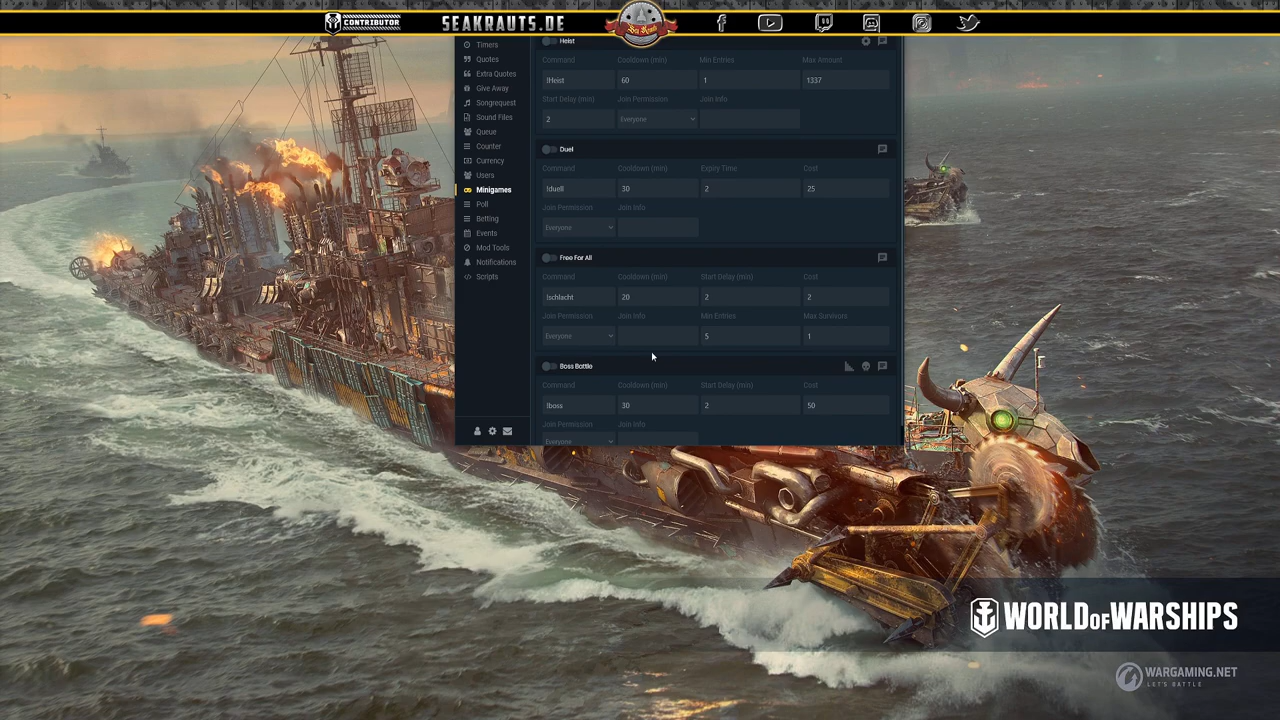 CONTRIBUTOR
SEAKRAUTS.DE
Sea Krauts
Timers
Quotes
Extra Quotes
Give Away
Songrequest
Sound Files
Queue
Counter
Currency
Users
Minigames
Poll
Betting
Events
Mod Tools
Notifications
Scripts
Heist
Command Cooldown (min) Min Entries Max Amount
!Heist 60 1 1337
Start Delay (min) Join Permission Join Info
2 Everyone
Duel
Command Cooldown (min) Expiry Time Cost
!duell 30 2 25
Join Permission Join Info
Everyone
Free For All
Command Cooldown (min) Start Delay (min) Cost
!schlacht 20 2 2
Join Permission Join Info Min Entries Max Survivors
Everyone 5 1
Boss Battle
Command Cooldown (min) Start Delay (min) Cost
!boss 30 2 50
Join Permission Join Info
Everyone
WORLD OF WARSHIPS
WARGAMING.NET
LET'S BATTLE